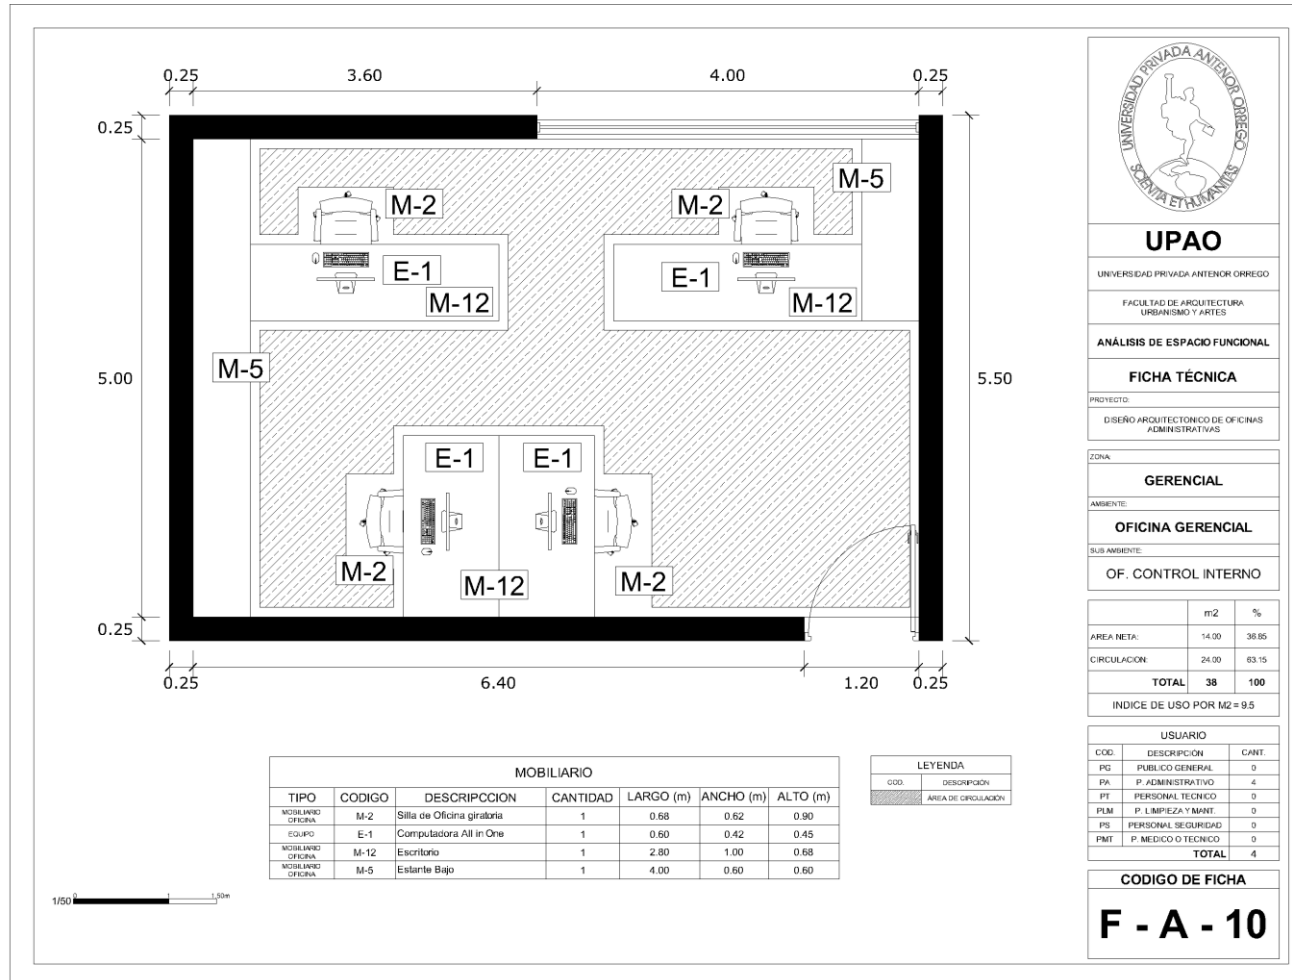 0.25 3.60 4.00 0.25
0.25
5.00
0.25
5.50
M-5
M-2
M-2
E-1
E-1
M-12
M-12
M-5
E-1
E-1
M-2
M-12
M-2
0.25 6.40 1.20 0.25
MOBILIARIO
TIPO CODIGO DESCRIPCCION CANTIDAD LARGO (m) ANCHO (m) ALTO (m)
MOBILIARIO OFICINA M-2 Silla de Oficina giratoria 1 0.68 0.62 0.90
EQUIPO E-1 Computadora All in One 1 0.60 0.42 0.45
MOBILIARIO OFICINA M-12 Escritorio 1 2.80 1.00 0.68
MOBILIARIO OFICINA M-5 Estante Bajo 1 4.00 0.60 0.60
LEYENDA
COD. DESCRIPCIÓN
ÁREA DE CIRCULACIÓN
1/50 0 1 1.50m
UNIVERSIDAD PRIVADA ANTENOR ORREGO
SCIENTIA ET HUMANITAS
UPAO
UNIVERSIDAD PRIVADA ANTENOR ORREGO
FACULTAD DE ARQUITECTURA
URBANISMO Y ARTES
ANÁLISIS DE ESPACIO FUNCIONAL
FICHA TÉCNICA
PROYECTO:
DISEÑO ARQUITECTONICO DE OFICINAS
ADMINISTRATIVAS
ZONA:
GERENCIAL
AMBIENTE:
OFICINA GERENCIAL
SUB AMBIENTE:
OF. CONTROL INTERNO
m2 %
AREA NETA: 14.00 36.85
CIRCULACION: 24.00 63.15
TOTAL 38 100
INDICE DE USO POR M2 = 9.5
USUARIO
COD. DESCRIPCIÓN CANT.
PG PUBLICO GENERAL 0
PA P. ADMINISTRATIVO 4
PT PERSONAL TECNICO 0
PLM P. LIMPIEZA Y MANT. 0
PS PERSONAL SEGURIDAD 0
PMT P. MEDICO O TECNICO 0
TOTAL 4
CODIGO DE FICHA
F - A - 10